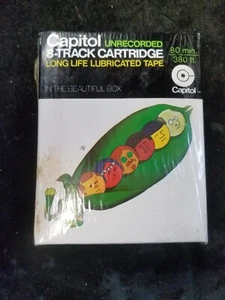 Capitol UNRECORDED
8-TRACK CARTRIDGE
LONG LIFE LUBRICATED TAPE
IN THE BEAUTIFUL BOX
80 min.
380 ft.
Capitol